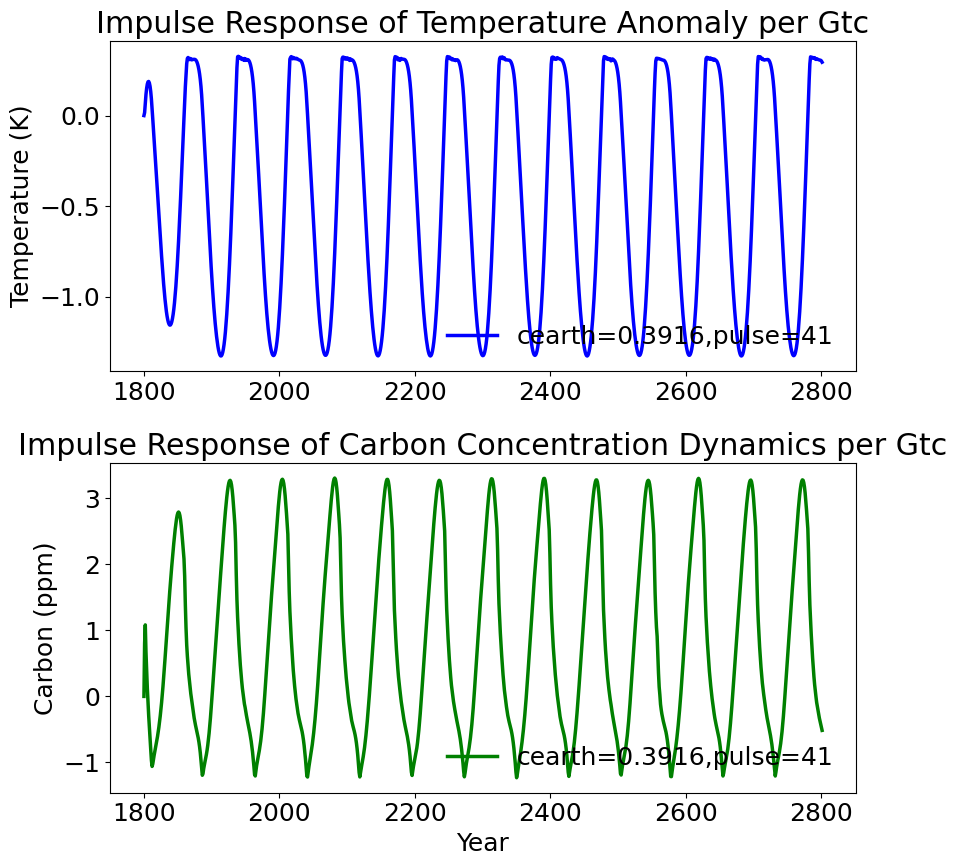 Impulse Response of Temperature Anomaly per Gtc
Temperature (K)
0.0
−0.5
−1.0
cearth=0.3916,pulse=41
1800 2000 2200 2400 2600 2800
Impulse Response of Carbon Concentration Dynamics per Gtc
Carbon (ppm)
3
2
1
0
−1
cearth=0.3916,pulse=41
1800 2000 2200 2400 2600 2800
Year